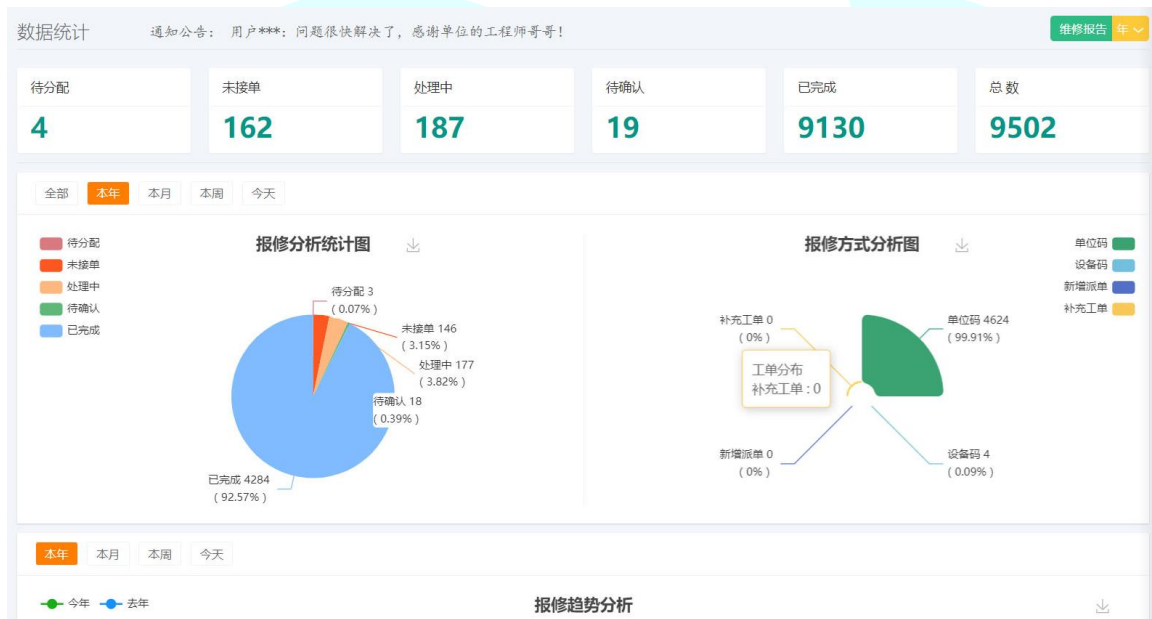 数据统计
通知公告: 用户***: 问题很快解决了, 感谢单位的工程师哥哥!
维修报告 年
待分配 未接单 处理中 待确认 已完成 总 数
4 162 187 19 9130 9502
全部 本年 本月 本周 今天
待分配
未接单
处理中
待确认
已完成
报修分析统计图
待分配 3
( 0.07% )
未接单 146
( 3.15% )
处理中 177
( 3.82% )
待确认 18
( 0.39% )
已完成 4284
( 92.57% )
报修方式分析图
单位码
设备码
新增派单
补充工单
补充工单 0
( 0% )
单位码 4624
( 99.91% )
工单分布
补充工单 : 0
新增派单 0
( 0% )
设备码 4
( 0.09% )
本年 本月 本周 今天
今年 去年
报修趋势分析